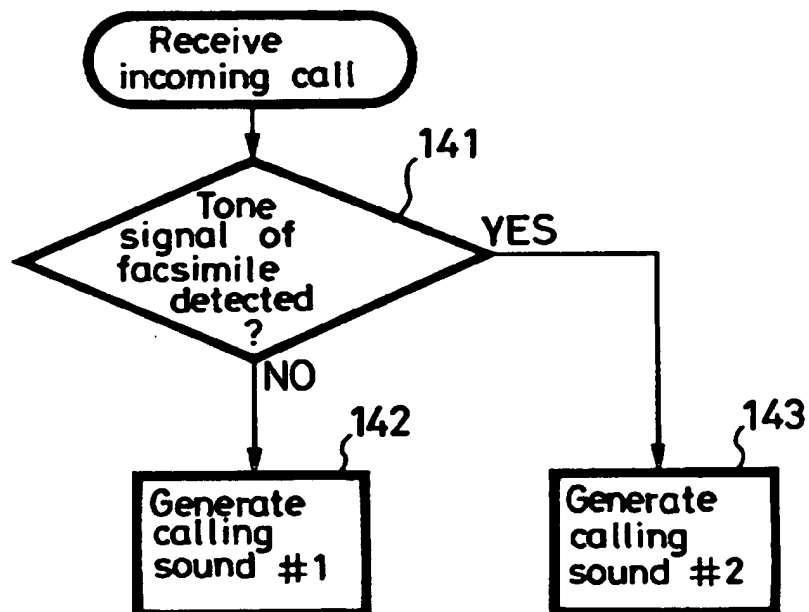 Receive
incoming call
141
Tone
signal of
facsimile
detected
?
YES
NO
142
Generate
calling
sound #1
143
Generate
calling
sound #2